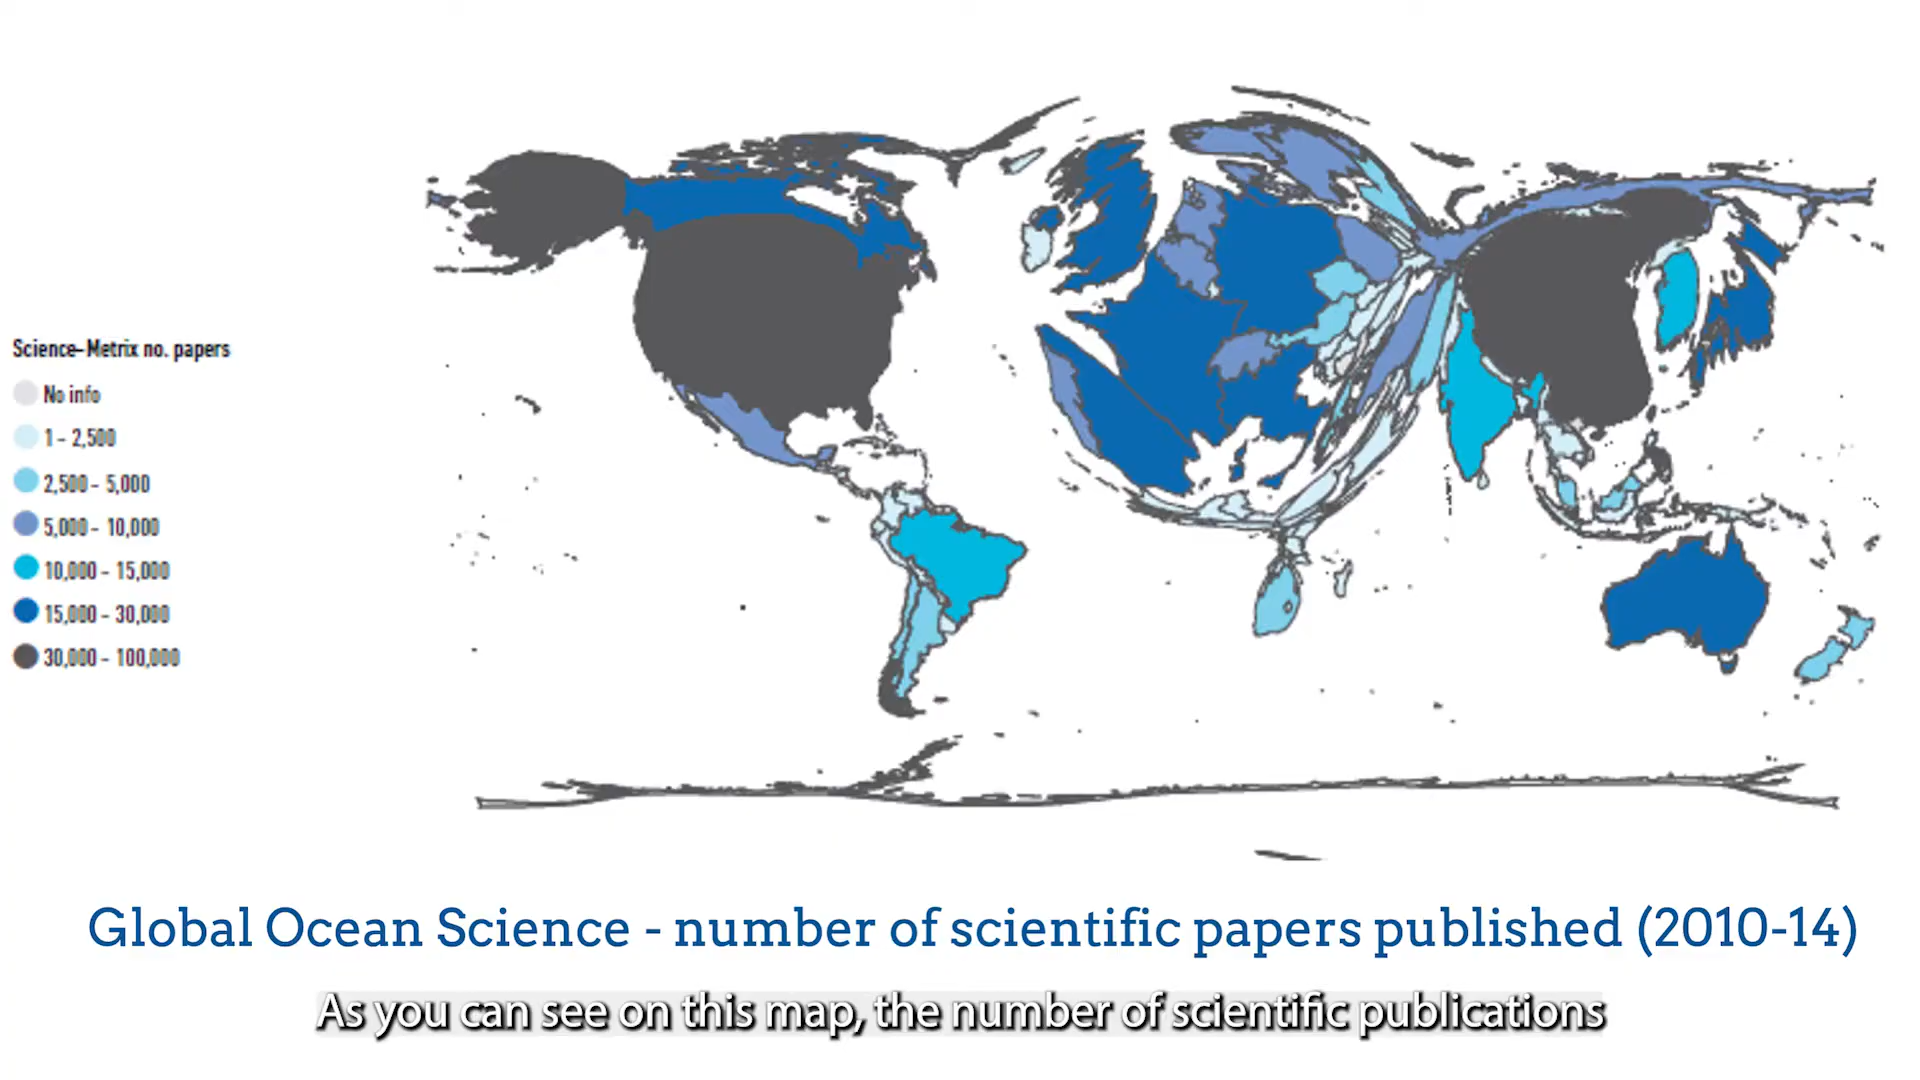 Science-Metrix no. papers
No info
1 - 2,500
2,500 - 5,000
5,000 - 10,000
10,000 - 15,000
15,000 - 30,000
30,000 - 100,000
Global Ocean Science - number of scientific papers published (2010-14)
As you can see on this map, the number of scientific publications